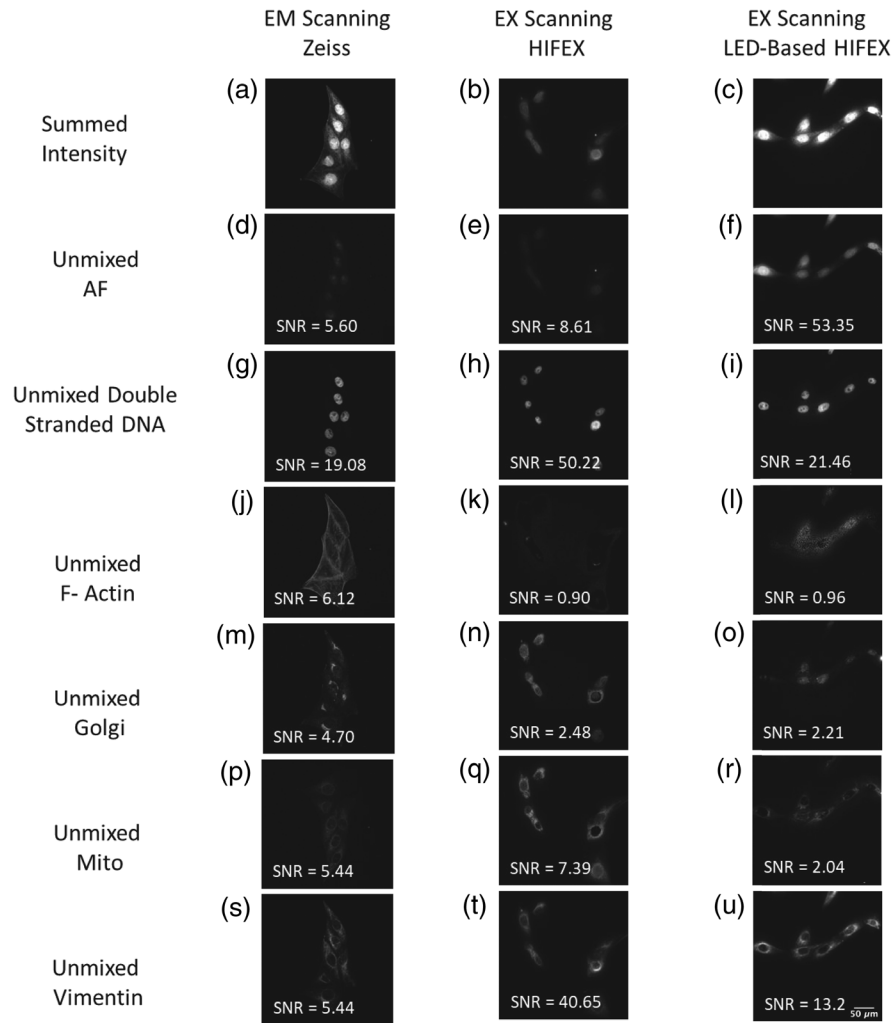 EM Scanning
Zeiss
EX Scanning
HIFEX
EX Scanning
LED-Based HIFEX
Summed
Intensity
(a)
(b)
(c)
Unmixed
AF
(d)
SNR = 5.60
(e)
SNR = 8.61
(f)
SNR = 53.35
Unmixed Double
Stranded DNA
(g)
SNR = 19.08
(h)
SNR = 50.22
(i)
SNR = 21.46
Unmixed
F- Actin
(j)
SNR = 6.12
(k)
SNR = 0.90
(l)
SNR = 0.96
Unmixed
Golgi
(m)
SNR = 4.70
(n)
SNR = 2.48
(o)
SNR = 2.21
Unmixed
Mito
(p)
SNR = 5.44
(q)
SNR = 7.39
(r)
SNR = 2.04
Unmixed
Vimentin
(s)
SNR = 5.44
(t)
SNR = 40.65
(u)
SNR = 13.2
50 µm